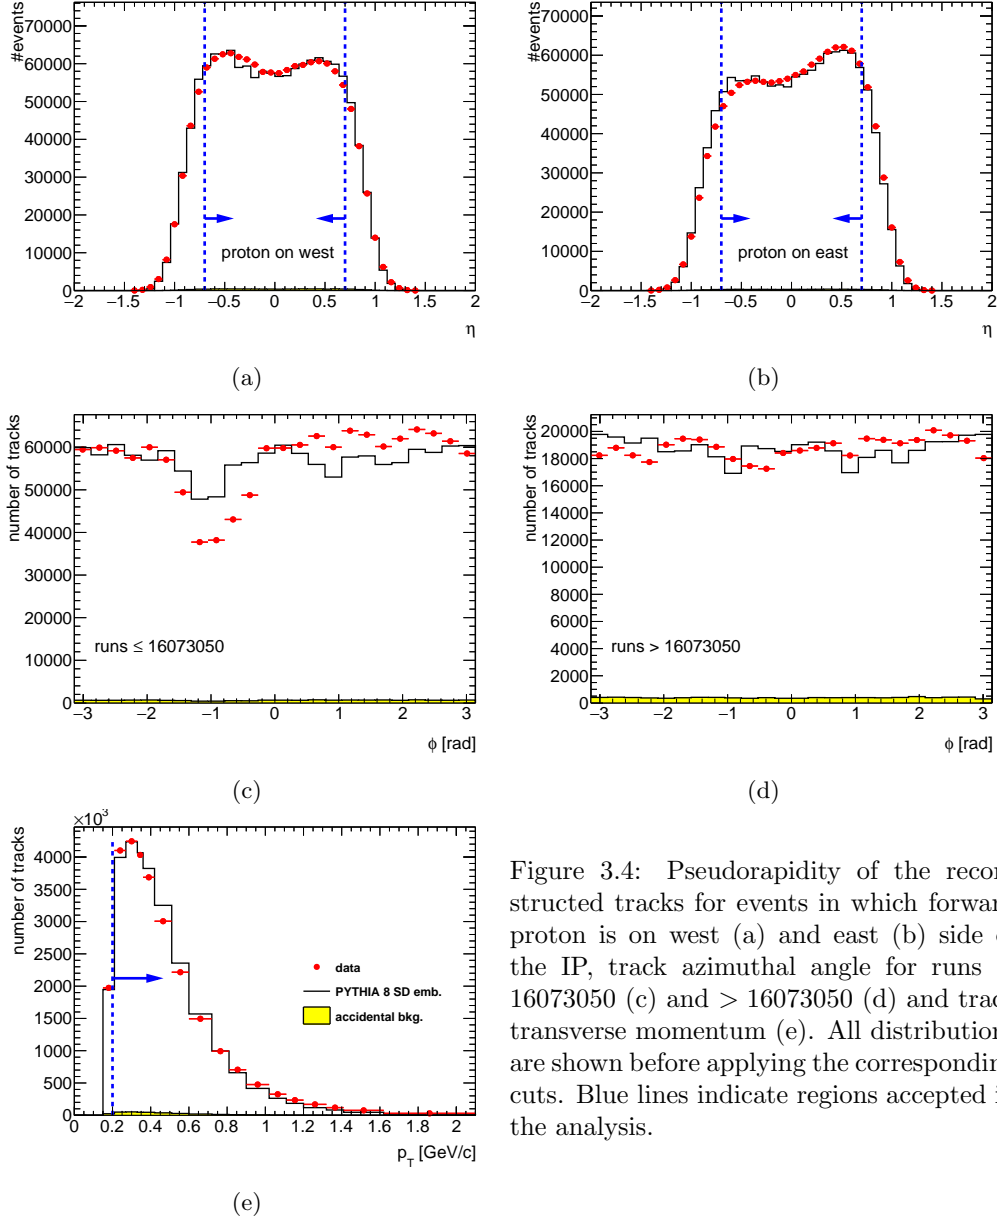 #events
70000
60000
50000
40000
30000
20000
10000
0
proton on west
−2 −1.5 −1 −0.5 0 0.5 1 1.5 2
η
(a)
#events
70000
60000
50000
40000
30000
20000
10000
0
proton on east
−2 −1.5 −1 −0.5 0 0.5 1 1.5 2
η
(b)
number of tracks
60000
50000
40000
30000
20000
10000
0
runs ≤ 16073050
−3 −2 −1 0 1 2 3
ϕ [rad]
(c)
number of tracks
20000
18000
16000
14000
12000
10000
8000
6000
4000
2000
0
runs > 16073050
−3 −2 −1 0 1 2 3
ϕ [rad]
(d)
×10³
number of tracks
4000
3500
3000
2500
2000
1500
1000
500
0
data
PYTHIA 8 SD emb.
accidental bkg.
0 0.2 0.4 0.6 0.8 1 1.2 1.4 1.6 1.8 2
p_T [GeV/c]
(e)
Figure 3.4: Pseudorapidity of the recon
structed tracks for events in which forwar
proton is on west (a) and east (b) side
the IP, track azimuthal angle for runs
16073050 (c) and > 16073050 (d) and trac
transverse momentum (e). All distribution
are shown before applying the correspondin
cuts. Blue lines indicate regions accepted i
the analysis.